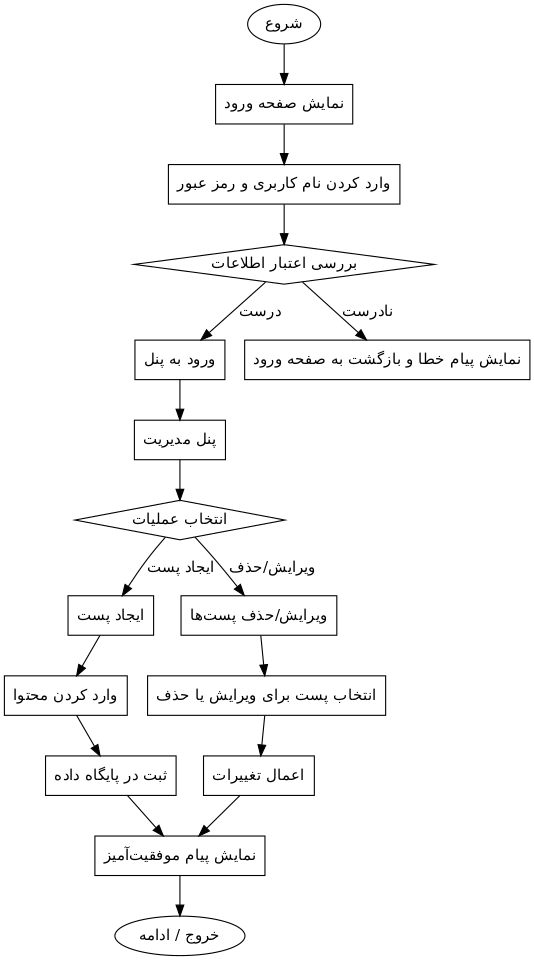 شروع
نمایش صفحه ورود
وارد کردن نام کاربری و رمز عبور
بررسی اعتبار اطلاعات
نادرست
درست
نمایش پیام خطا و بازگشت به صفحه ورود
ورود به پنل
پنل مدیریت
انتخاب عملیات
ویرایش/حذف
ایجاد پست
ویرایش/حذف پست‌ها
ایجاد پست
انتخاب پست برای ویرایش یا حذف
وارد کردن محتوا
اعمال تغییرات
ثبت در پایگاه داده
نمایش پیام موفقیت‌آمیز
خروج / ادامه